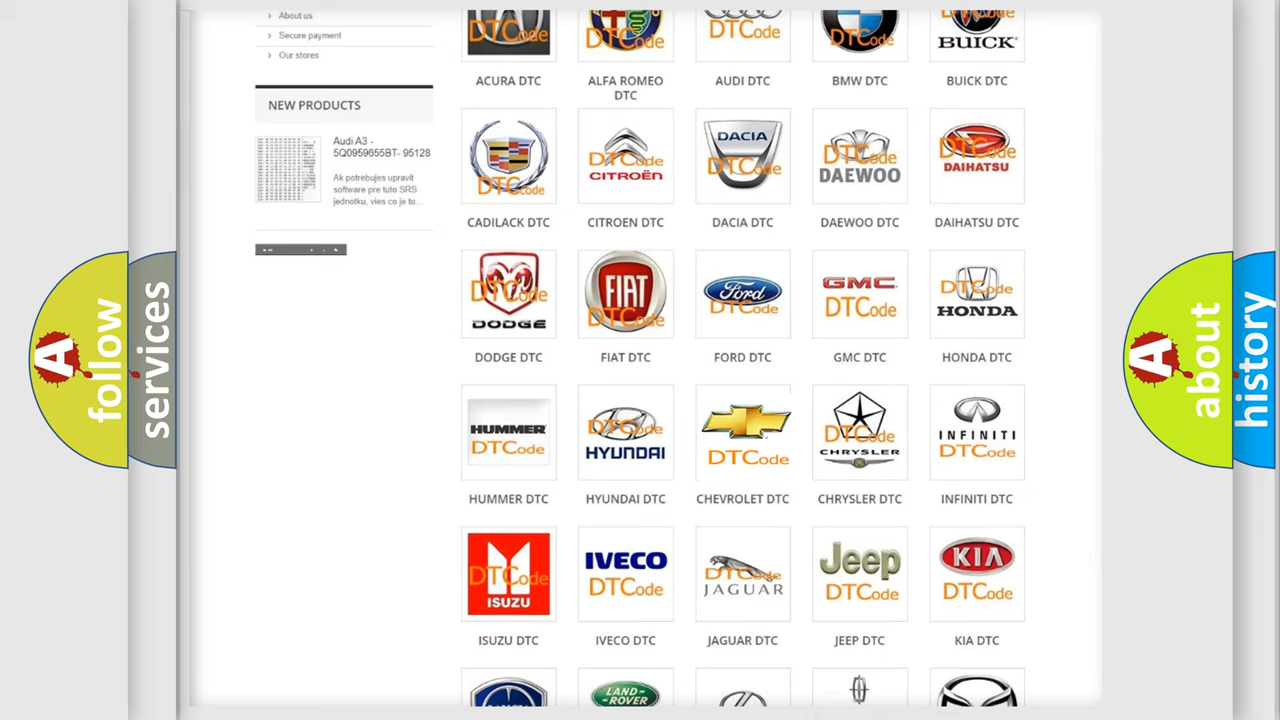 About us
Secure payment
Our stores
NEW PRODUCTS
Audi A3 -
5Q0959655BT- 95128
Ak potrebujes upravit
software pre tuto SRS
jednotku, vies co je to...
follow
services
A
DTCode
DTCode
DTCode
DTCode
BUICK
ACURA DTC
ALFA ROMEO
DTC
AUDI DTC
BMW DTC
BUICK DTC
DTCode
DTCode
CITROËN
DACIA
DTCode
DTCode
DAEWOO
DTCode
DAIHATSU
CADILACK DTC
CITROEN DTC
DACIA DTC
DAEWOO DTC
DAIHATSU DTC
DTCode
DODGE
FIAT
DTCode
Ford
DTCode
GMC
DTCode
DTCode
HONDA
DODGE DTC
FIAT DTC
FORD DTC
GMC DTC
HONDA DTC
HUMMER
DTCode
DTCode
HYUNDAI
DTCode
DTCode
CHRYSLER
INFINITI
DTCode
HUMMER DTC
HYUNDAI DTC
CHEVROLET DTC
CHRYSLER DTC
INFINITI DTC
DTCode
ISUZU
IVECO
DTCode
DTCode
JAGUAR
Jeep
DTCode
KIA
DTCode
ISUZU DTC
IVECO DTC
JAGUAR DTC
JEEP DTC
KIA DTC
LAND-
ROVER
A
about
history